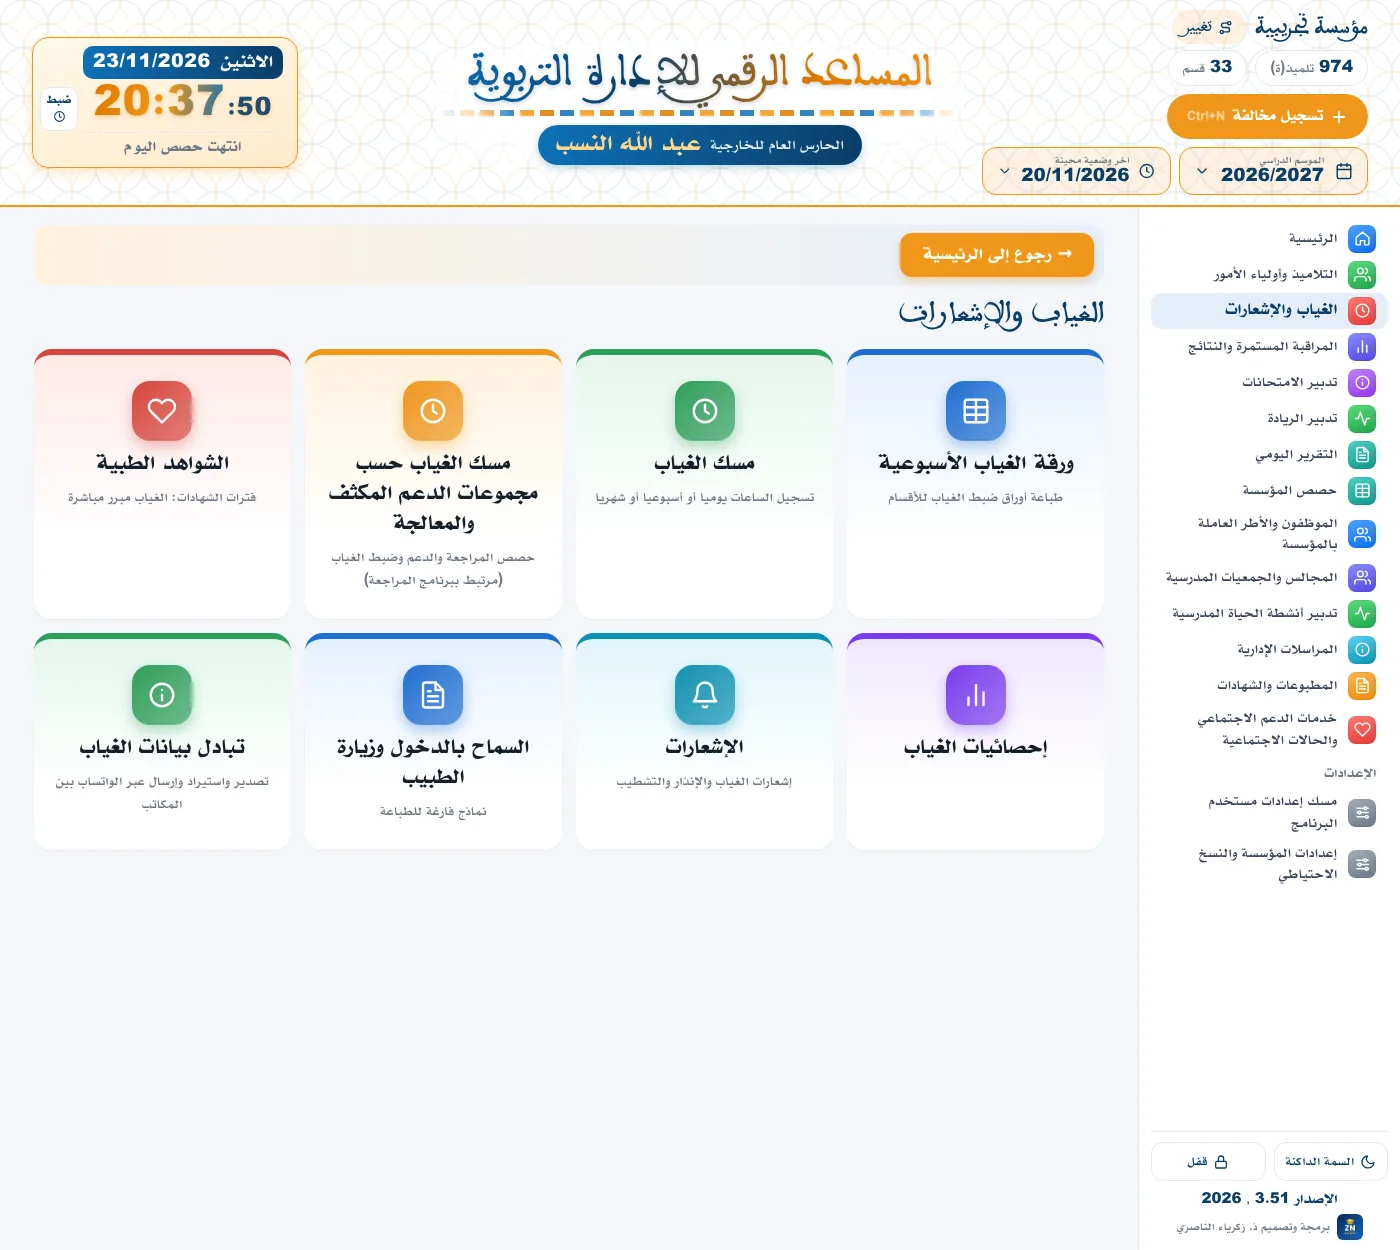 مؤسسة تجريبية
تغيير
974 تلميذ(ة)
33 قسم
+ تسجيل مخالفة Ctrl+N
الموسم الدراسي
2026/2027
اخر وضعية محينة
20/11/2026
المساعد الرقمي للإدارة التربوية
الحارس العام للخارجية عبد الله النسب
الاثنين 23/11/2026
20:37:50
ضبط
انتهت حصص اليوم
الرئيسية
التلاميذ وأولياء الأمور
الغياب والإشعارات
المراقبة المستمرة والنتائج
تدبير الامتحانات
تدبير الريادة
التقرير اليومي
حصص المؤسسة
الموظفون والأطر العاملة
بالمؤسسة
المجالس والجمعيات المدرسية
تدبير أنشطة الحياة المدرسية
المراسلات الإدارية
المطبوعات والشهادات
خدمات الدعم الاجتماعي
والحالات الاجتماعية
الإعدادات
مسك إعدادات مستخدم
البرنامج
إعدادات المؤسسة والنسخ
الاحتياطي
السمة الداكنة
قفل
الإصدار 3.51 , 2026
برمجة وتصميم ذ. زكرياء الناصري
ZN
→ رجوع إلى الرئيسية
الغياب والإشعارات
ورقة الغياب الأسبوعية
طباعة أوراق ضبط الغياب للأقسام
مسك الغياب
تسجيل الساعات يوميا أو أسبوعيا أو شهريا
مسك الغياب حسب
مجموعات الدعم المكثف
والمعالجة
حصص المراجعة والدعم وضبط الغياب
(مرتبط ببرنامج المراجعة)
الشواهد الطبية
فترات الشهادات: الغياب مبرر مباشرة
إحصائيات الغياب
الإشعارات
إشعارات الغياب والإنذار والتشطيب
السماح بالدخول وزيارة
الطبيب
نماذج فارغة للطباعة
تبادل بيانات الغياب
تصدير واستيراد وإرسال عبر الواتساب بين
المكاتب